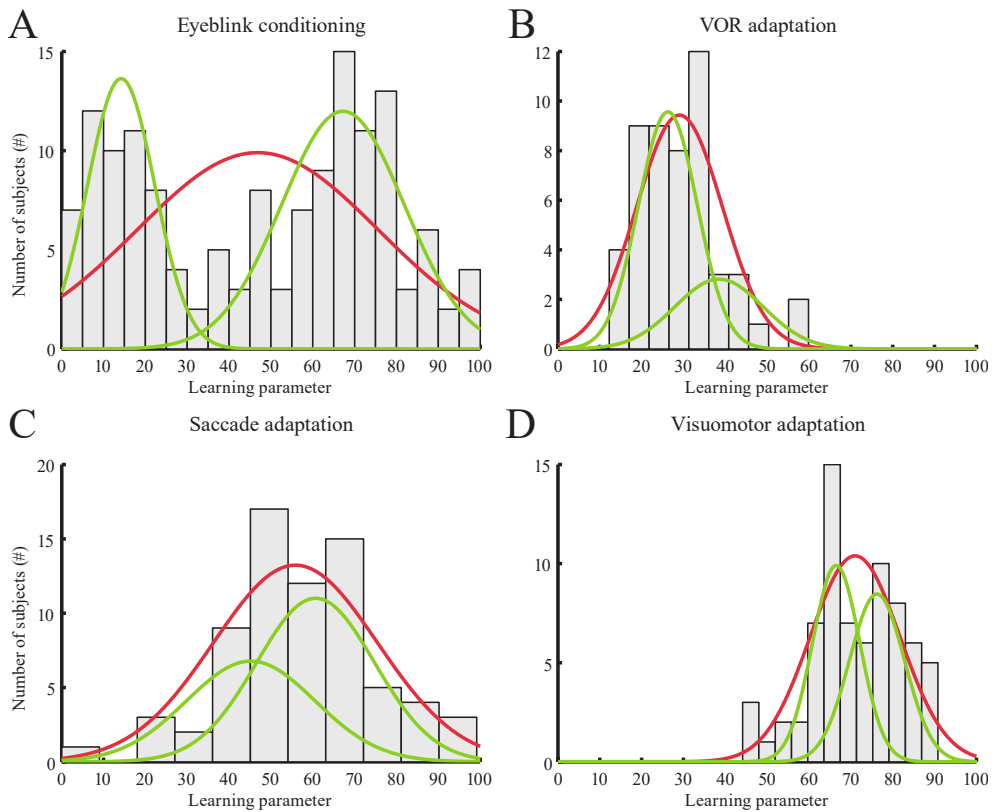 A
Eyeblink conditioning
15
10
5
0
Number of subjects (#)
0 10 20 30 40 50 60 70 80 90 100
Learning parameter
B
VOR adaptation
12
10
8
6
4
2
0
0 10 20 30 40 50 60 70 80 90 100
Learning parameter
C
Saccade adaptation
20
15
10
5
0
Number of subjects (#)
0 10 20 30 40 50 60 70 80 90 100
Learning parameter
D
Visuomotor adaptation
15
10
5
0
0 10 20 30 40 50 60 70 80 90 100
Learning parameter